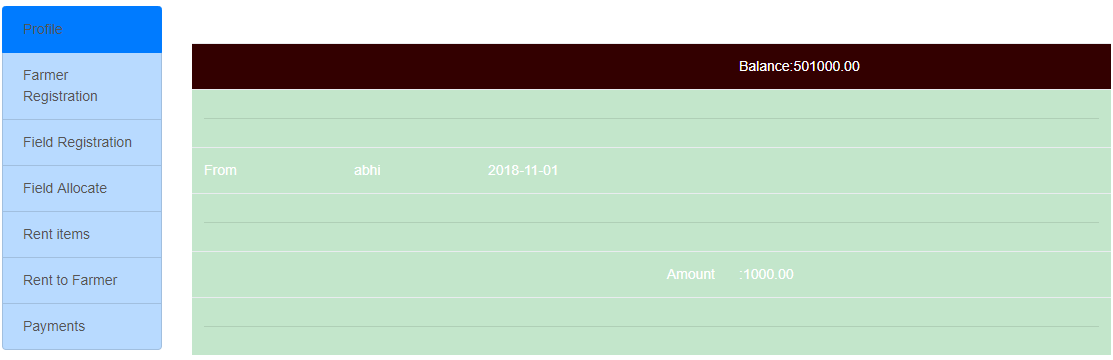 Profile
Farmer
Registration
Field Registration
Field Allocate
Rent items
Rent to Farmer
Payments
Balance:501000.00
From abhi 2018-11-01
Amount :1000.00